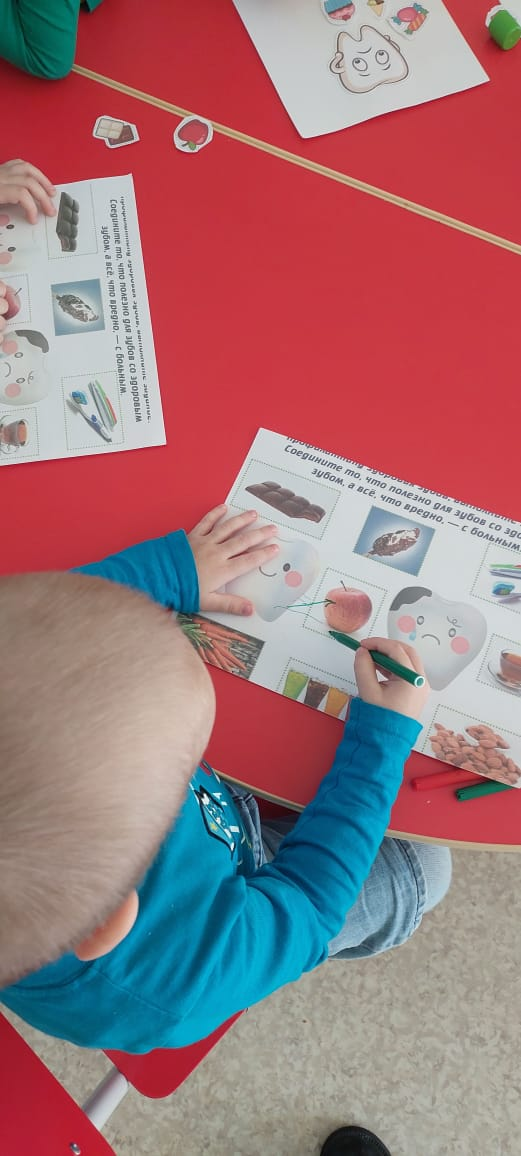 Соедините то, что полезно для зубов со здоровым
зубом, а всё, что вредно, — с больным.
Соедините то, что полезно для зубов со
зубом, а всё, что вредно, — с больным